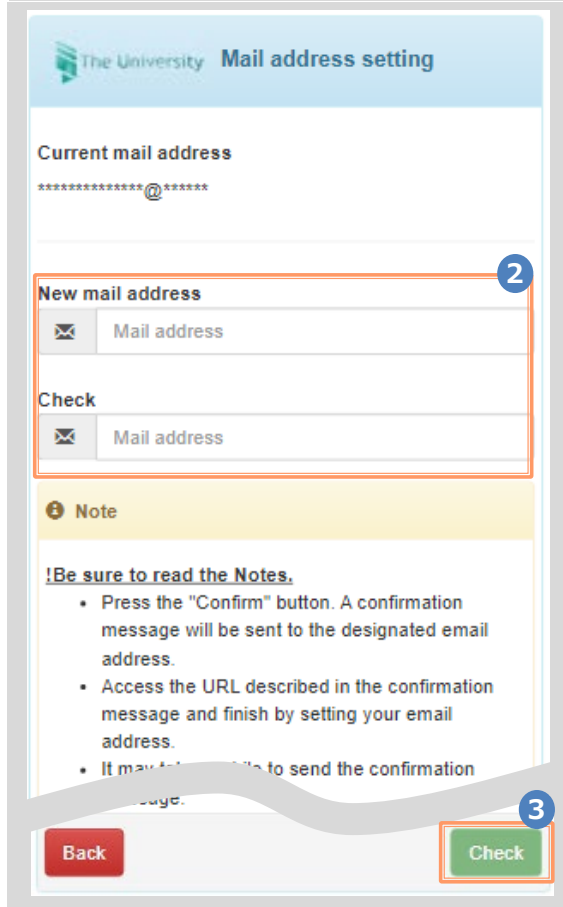 The University Mail address setting
Current mail address
**************@******
2
New mail address
Mail address
Check
Mail address
Note
!Be sure to read the Notes.
• Press the "Confirm" button. A confirmation
message will be sent to the designated email
address.
• Access the URL described in the confirmation
message and finish by setting your email
address.
• It may to send the confirmation
3
Back
Check